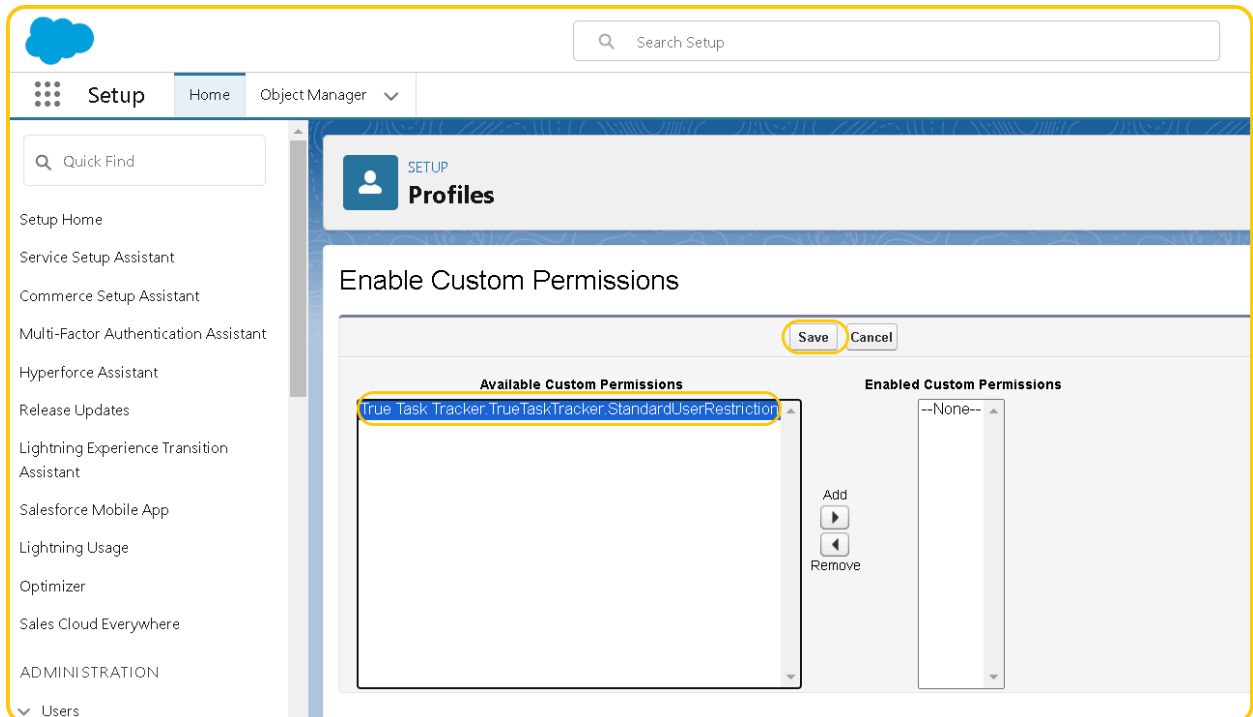 Search Setup
Setup
Home
Object Manager
Quick Find
Setup Home
Service Setup Assistant
Commerce Setup Assistant
Multi-Factor Authentication Assistant
Hyperforce Assistant
Release Updates
Lightning Experience Transition
Assistant
Salesforce Mobile App
Lightning Usage
Optimizer
Sales Cloud Everywhere
ADMINISTRATION
Users
SETUP
Profiles
Enable Custom Permissions
Save
Cancel
Available Custom Permissions
True Task Tracker.TrueTaskTracker.StandardUserRestriction
Add
Remove
Enabled Custom Permissions
--None--